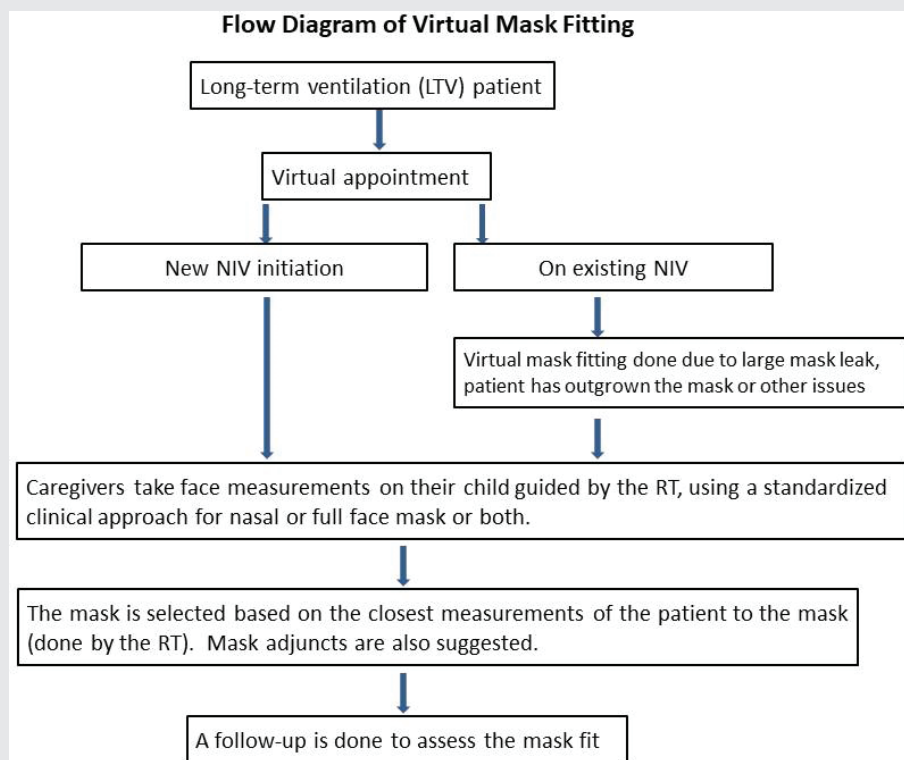 Flow Diagram of Virtual Mask Fitting
Long-term ventilation (LTV) patient
Virtual appointment
New NIV initiation
On existing NIV
Virtual mask fitting done due to large mask leak,
patient has outgrown the mask or other issues
Caregivers take face measurements on their child guided by the RT, using a standardized
clinical approach for nasal or full face mask or both.
The mask is selected based on the closest measurements of the patient to the mask
(done by the RT). Mask adjuncts are also suggested.
A follow-up is done to assess the mask fit